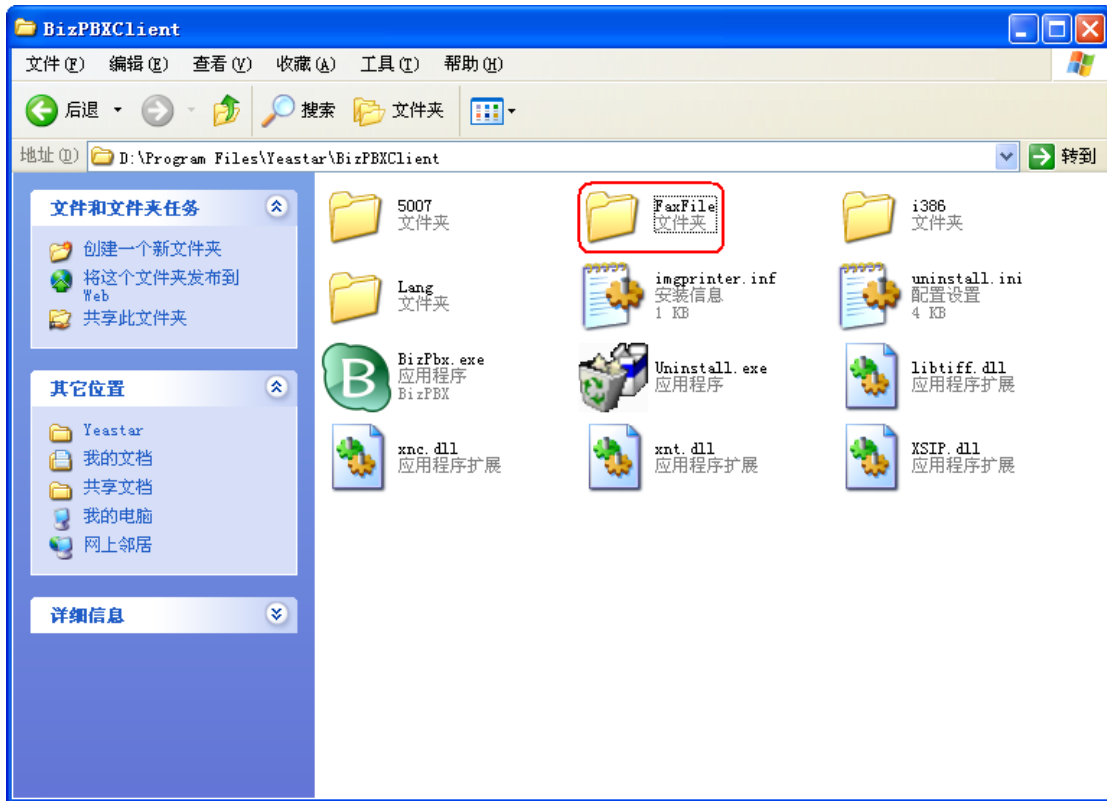 BizPBXClient
文件(F) 编辑(E) 查看(V) 收藏(A) 工具(T) 帮助(H)
后退 搜索 文件夹
地址(D) D:\Program Files\Yeastar\BizPBXClient 转到
文件和文件夹任务
创建一个新文件夹
将这个文件夹发布到
Web
共享此文件夹
其它位置
Yeastar
我的文档
共享文档
我的电脑
网上邻居
详细信息
5007
文件夹
FaxFile
文件夹
i386
文件夹
Lang
文件夹
imgprinter.inf
安装信息
1 KB
uninstall.ini
配置设置
4 KB
B
BizPbx.exe
应用程序
BizPBX
Uninstall.exe
应用程序
libtiff.dll
应用程序扩展
xnc.dll
应用程序扩展
xnt.dll
应用程序扩展
XSIP.dll
应用程序扩展